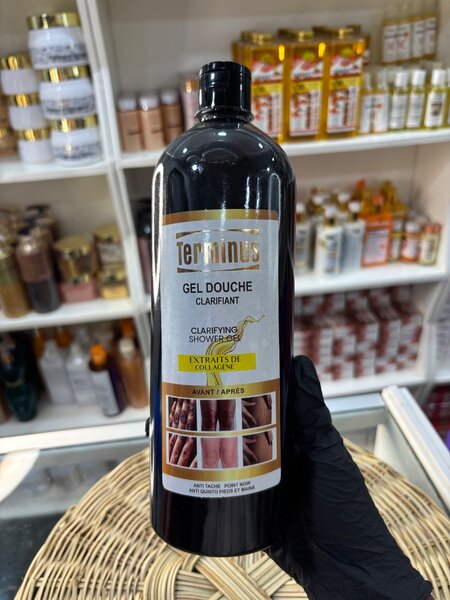 Terminus
GEL DOUCHE
CLARIFIANT
CLARIFYING
SHOWER GEL
EXTRAITS DE
COLLAGÈNE
AVANT / APRÈS
ANTI TACHE POINT NOIR
ANTI QUINTO PIEDS ET MAINS